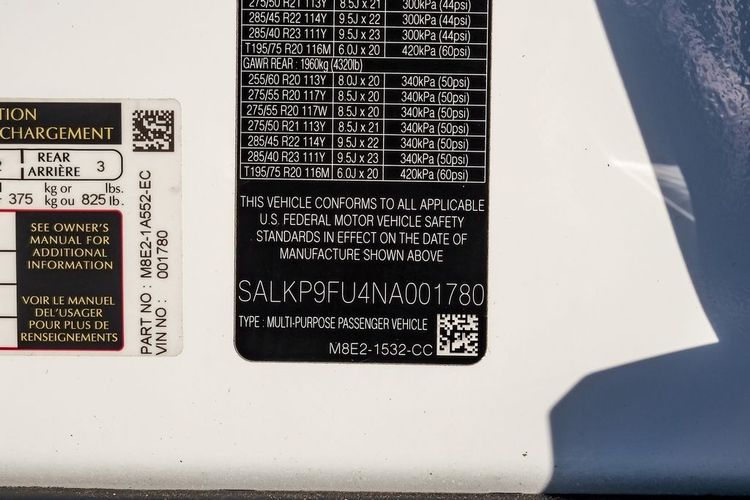 TION
CHARGEMENT
2 REAR ARRIÈRE 3
kg or lbs.
375 kg ou 825 lb.
SEE OWNER'S
MANUAL FOR
ADDITIONAL
INFORMATION
VOIR LE MANUEL
DEL'USAGER
POUR PLUS DE
RENSEIGNEMENTS
PART NO : M8E2-1A552-EC
VIN NO : 001780
275/50 R21 113Y 8.5J x 21 300kPa (44psi)
285/45 R22 114Y 9.5J x 22 300kPa (44psi)
285/40 R23 111Y 9.5J x 23 300kPa (44psi)
T195/75 R20 116M 6.0J x 20 420kPa (60psi)
GAWR REAR : 1960kg (4320lb)
255/60 R20 113Y 8.0J x 20 340kPa (50psi)
275/55 R20 117Y 8.5J x 20 340kPa (50psi)
275/55 R20 117W 8.5J x 20 340kPa (50psi)
275/50 R21 113Y 8.5J x 21 340kPa (50psi)
285/45 R22 114Y 9.5J x 22 340kPa (50psi)
285/40 R23 111Y 9.5J x 23 340kPa (50psi)
T195/75 R20 116M 6.0J x 20 420kPa (60psi)
THIS VEHICLE CONFORMS TO ALL APPLICABLE
U.S. FEDERAL MOTOR VEHICLE SAFETY
STANDARDS IN EFFECT ON THE DATE OF
MANUFACTURE SHOWN ABOVE
SALKP9FU4NA001780
TYPE : MULTI-PURPOSE PASSENGER VEHICLE
M8E2-1532-CC